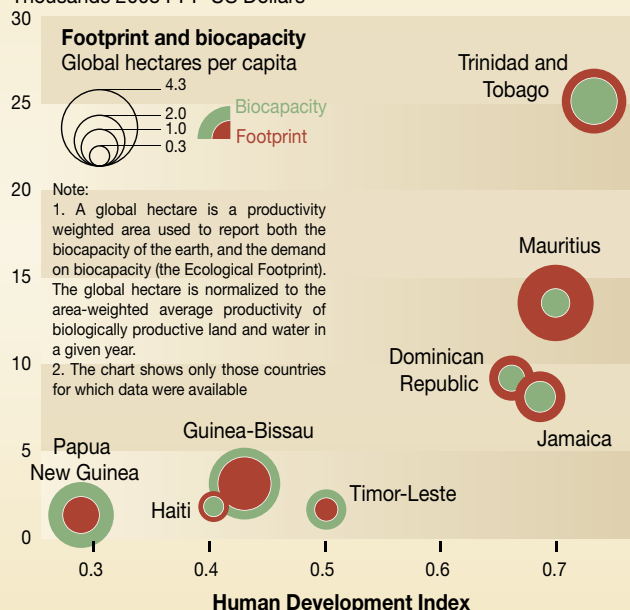 Thousands 2005 PPP US Dollars
30
Footprint and biocapacity
Global hectares per capita
4.3
2.0
1.0
0.3
Biocapacity
Footprint
Trinidad and
Tobago
25
20
Note:
1. A global hectare is a productivity
weighted area used to report both the
biocapacity of the earth, and the demand
on biocapacity (the Ecological Footprint).
The global hectare is normalized to the
area-weighted average productivity of
biologically productive land and water in
a given year.
2. The chart shows only those countries
for which data were available
Mauritius
15
10
Dominican
Republic
Jamaica
5
Papua
New Guinea
Guinea-Bissau
Haiti
Timor-Leste
0
0.3
0.4
0.5
0.6
0.7
Human Development Index